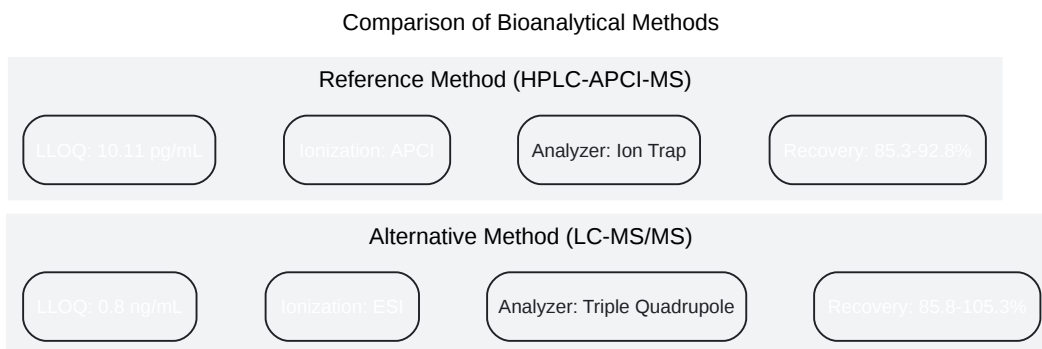 Comparison of Bioanalytical Methods
Reference Method (HPLC-APCI-MS)
LLOQ: 10.11 pg/mL
Ionization: APCI
Analyzer: Ion Trap
Recovery: 85.3-92.8%
Alternative Method (LC-MS/MS)
LLOQ: 0.8 ng/mL
Ionization: ESI
Analyzer: Triple Quadrupole
Recovery: 85.8-105.3%